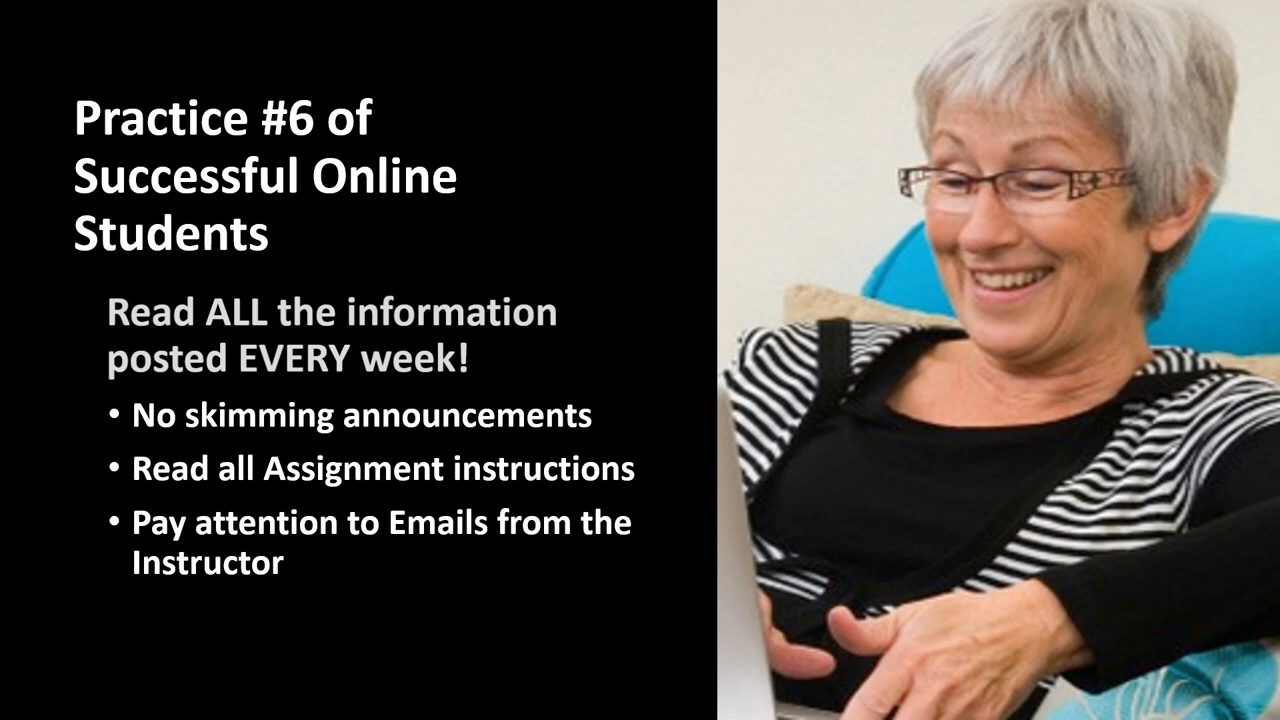 Practice #6 of
Successful Online
Students
Read ALL the information
posted EVERY week!
• No skimming announcements
• Read all Assignment instructions
• Pay attention to Emails from the
Instructor